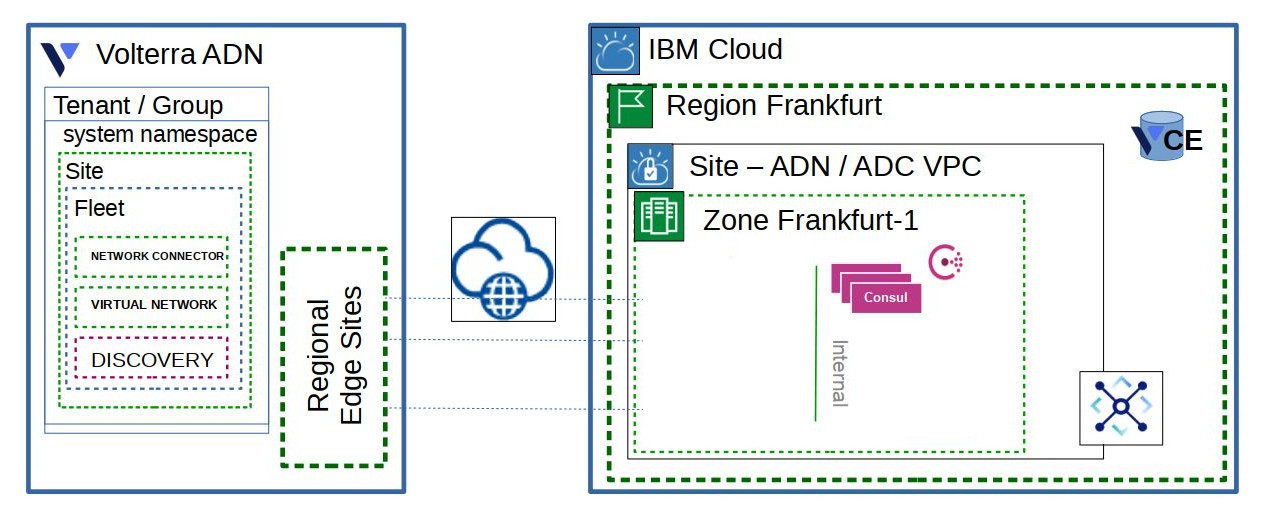 Volterra ADN
Tenant / Group
system namespace
Site
Fleet
NETWORK CONNECTOR
VIRTUAL NETWORK
DISCOVERY
Regional
Edge Sites
IBM Cloud
Region Frankfurt
CE
Site – ADN / ADC VPC
Zone Frankfurt-1
Consul
Internal